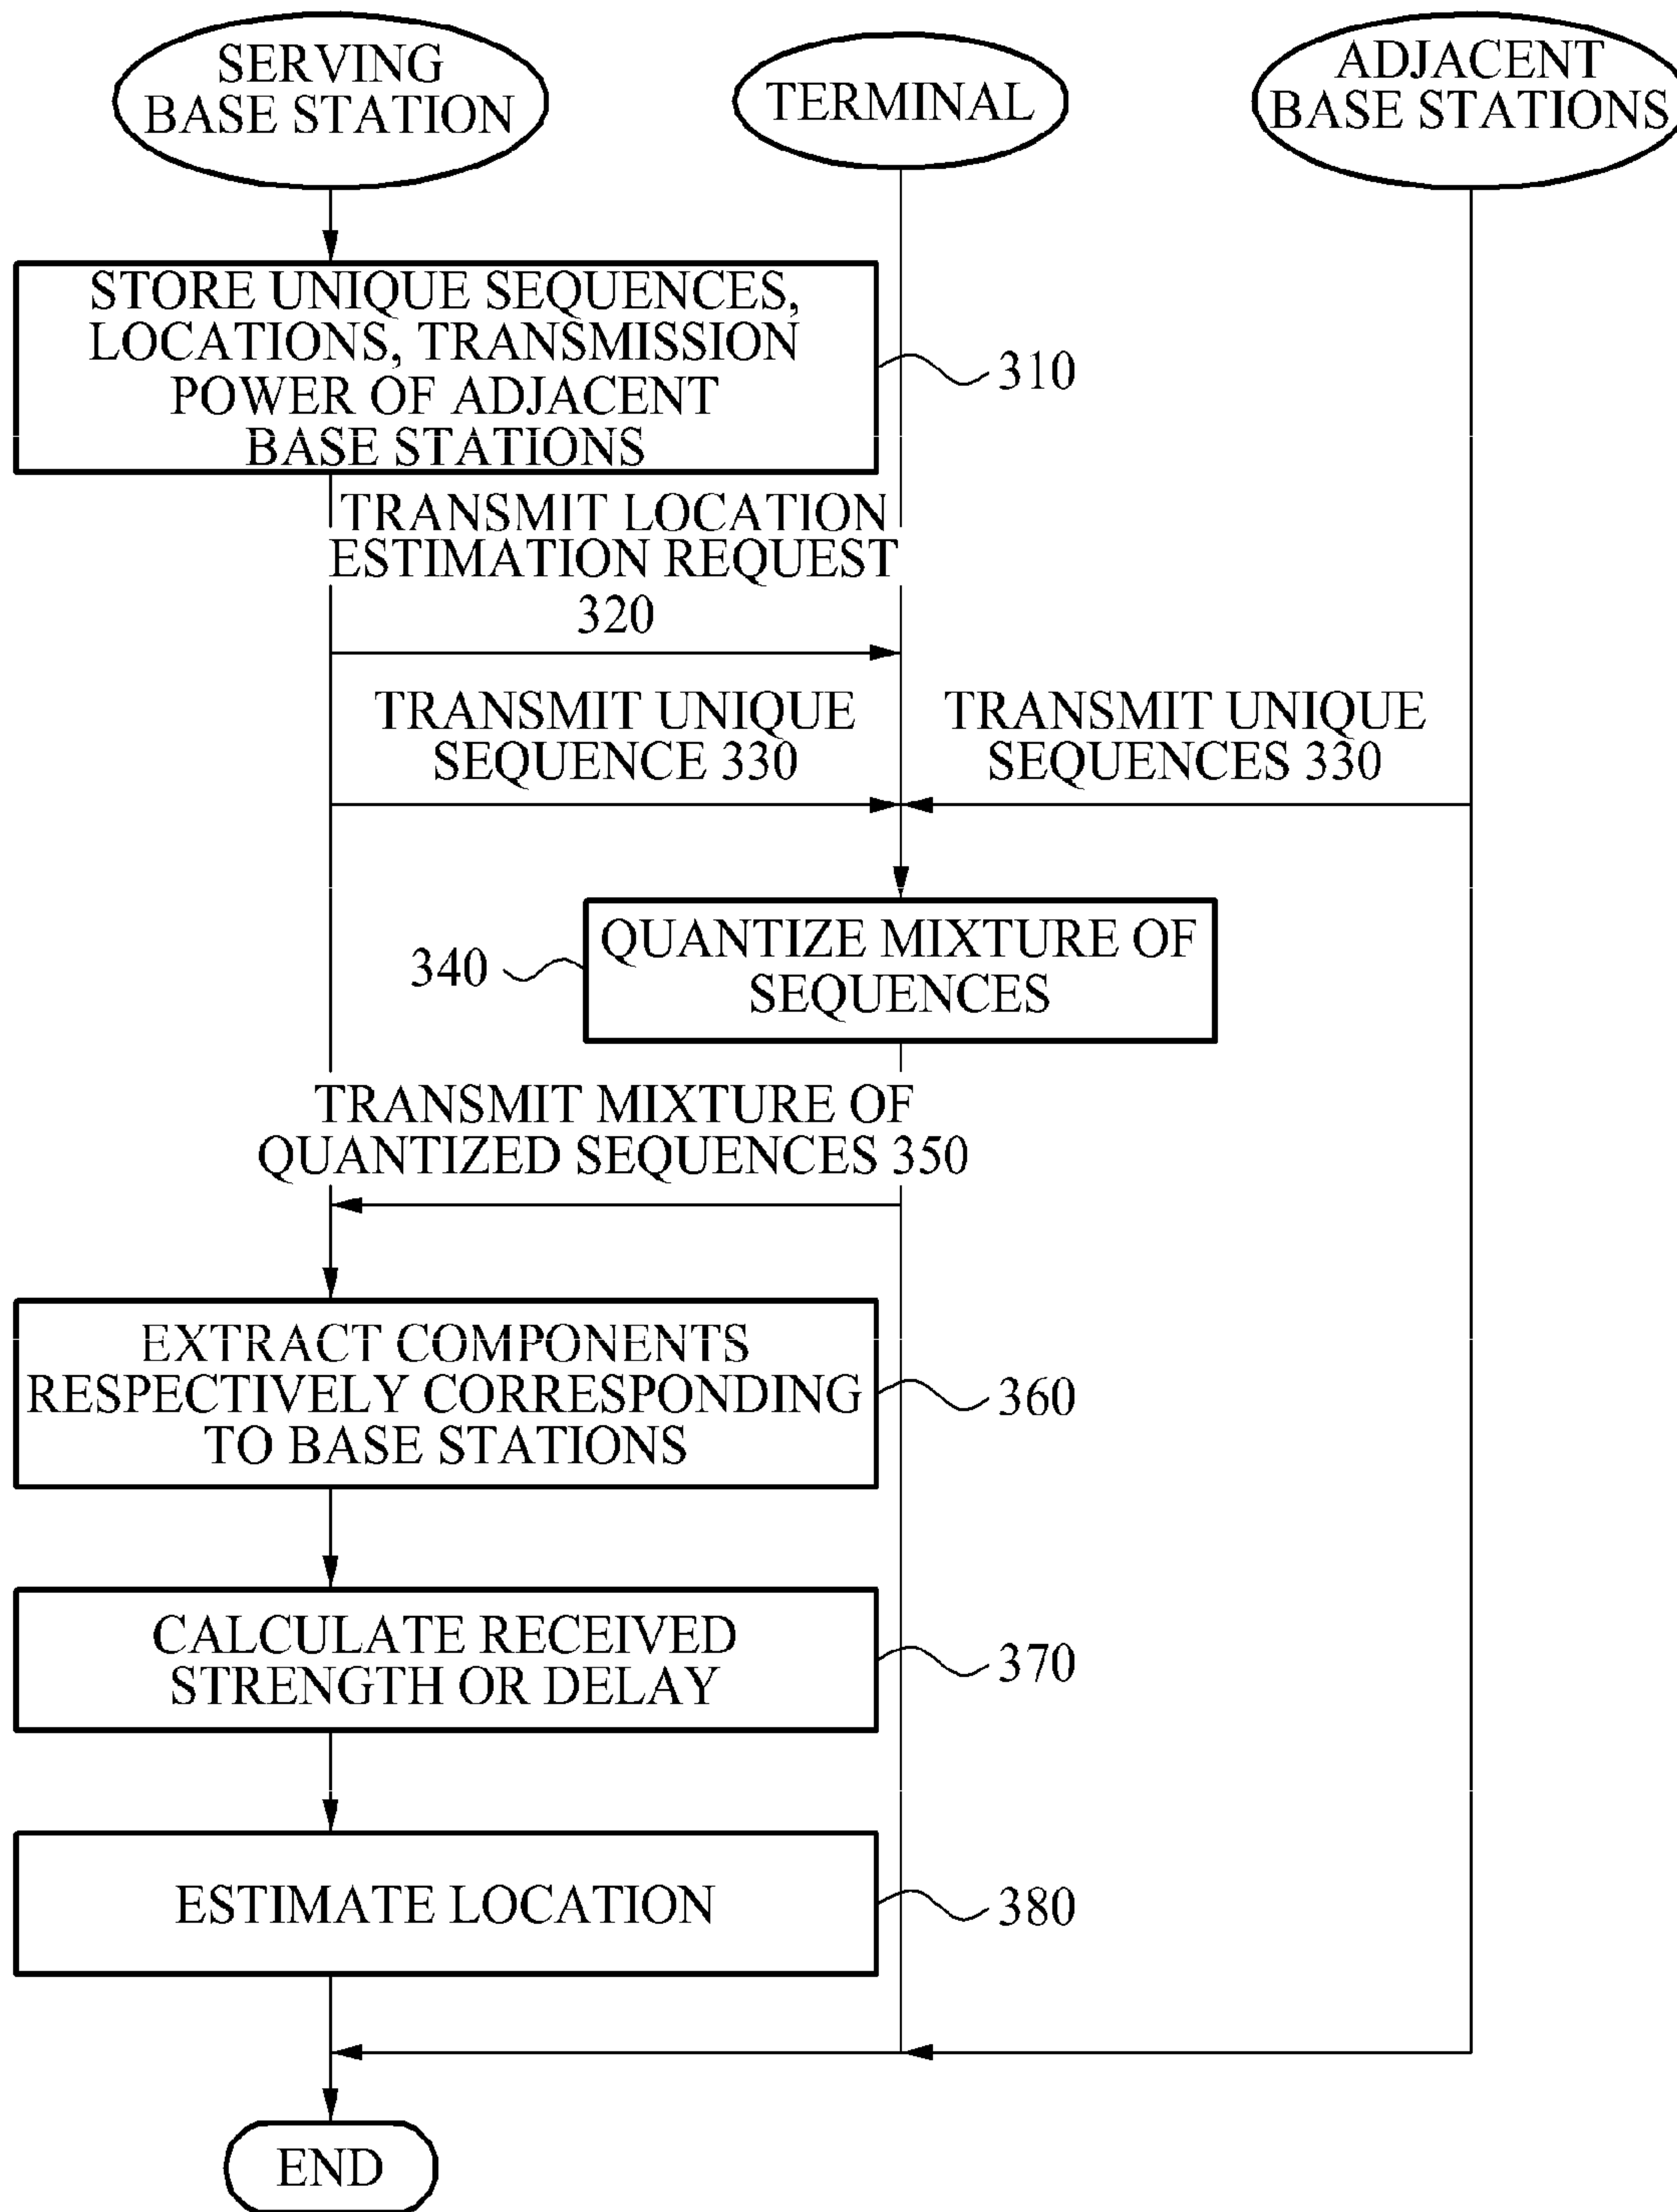 SERVING
BASE STATION
TERMINAL
ADJACENT
BASE STATIONS
STORE UNIQUE SEQUENCES,
LOCATIONS, TRANSMISSION
POWER OF ADJACENT
BASE STATIONS
310
TRANSMIT LOCATION
ESTIMATION REQUEST
320
TRANSMIT UNIQUE
SEQUENCE 330
TRANSMIT UNIQUE
SEQUENCES 330
340
QUANTIZE MIXTURE OF
SEQUENCES
TRANSMIT MIXTURE OF
QUANTIZED SEQUENCES 350
EXTRACT COMPONENTS
RESPECTIVELY CORRESPONDING
TO BASE STATIONS
360
CALCULATE RECEIVED
STRENGTH OR DELAY
370
ESTIMATE LOCATION
380
END